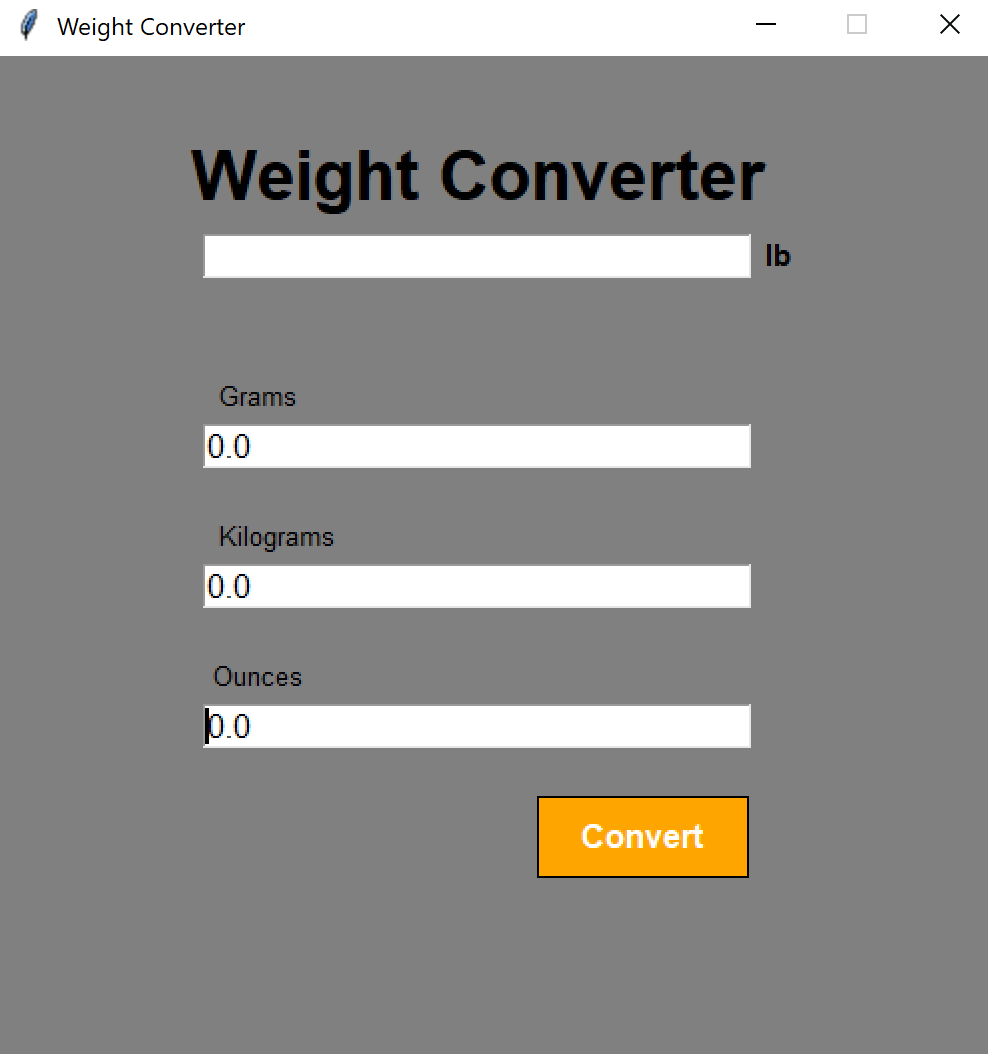 Weight Converter
Weight Converter
lb
Grams
0.0
Kilograms
0.0
Ounces
0.0
Convert